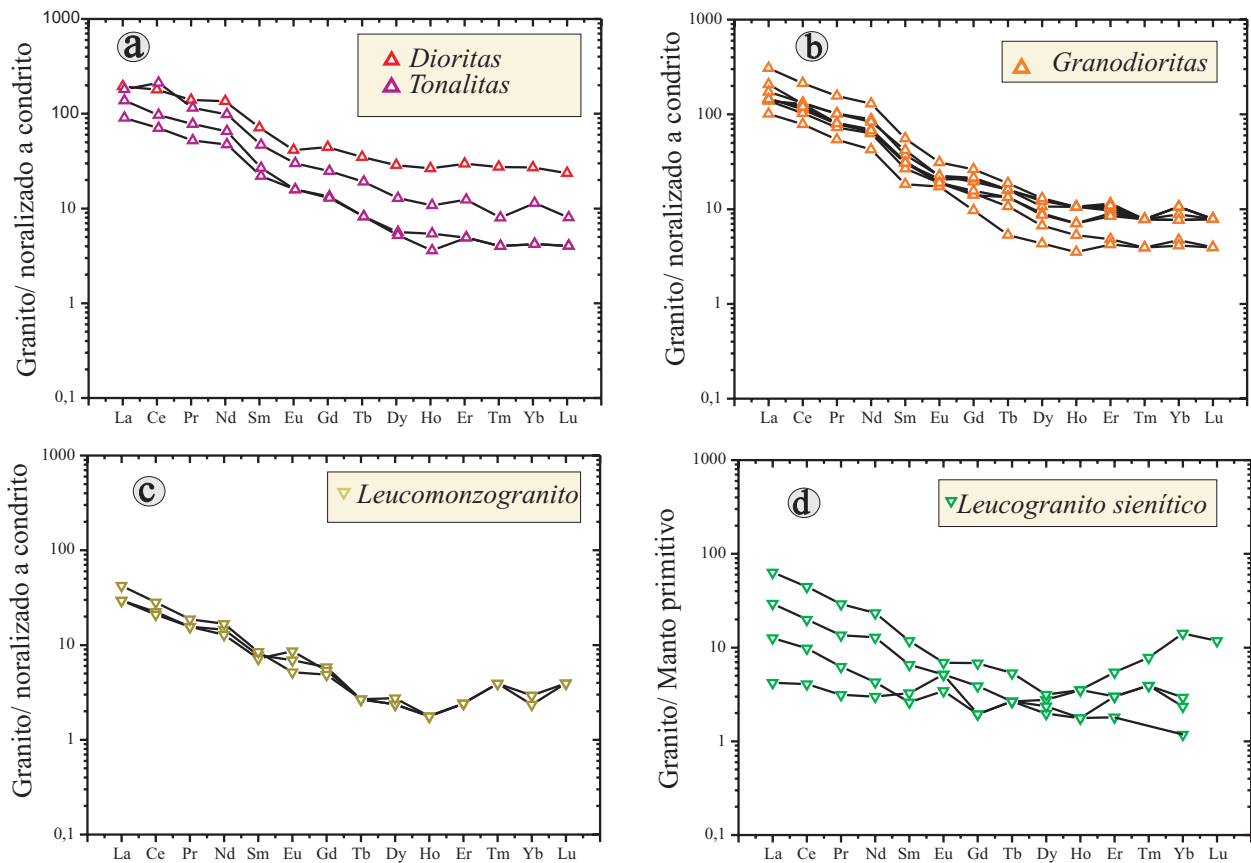 a
Dioritas
Tonalitas
Granito/ noralizado a condrito
1000
100
10
1
0,1
La Ce Pr Nd Sm Eu Gd Tb Dy Ho Er Tm Yb Lu
b
Granodioritas
Granito/ noralizado a condrito
1000
100
10
1
0,1
La Ce Pr Nd Sm Eu Gd Tb Dy Ho Er Tm Yb Lu
c
Leucomonzogranito
Granito/ noralizado a condrito
1000
100
10
1
0,1
La Ce Pr Nd Sm Eu Gd Tb Dy Ho Er Tm Yb Lu
d
Leucogranito sienítico
Granito/ Manto primitivo
1000
100
10
1
0,1
La Ce Pr Nd Sm Eu Gd Tb Dy Ho Er Tm Yb Lu